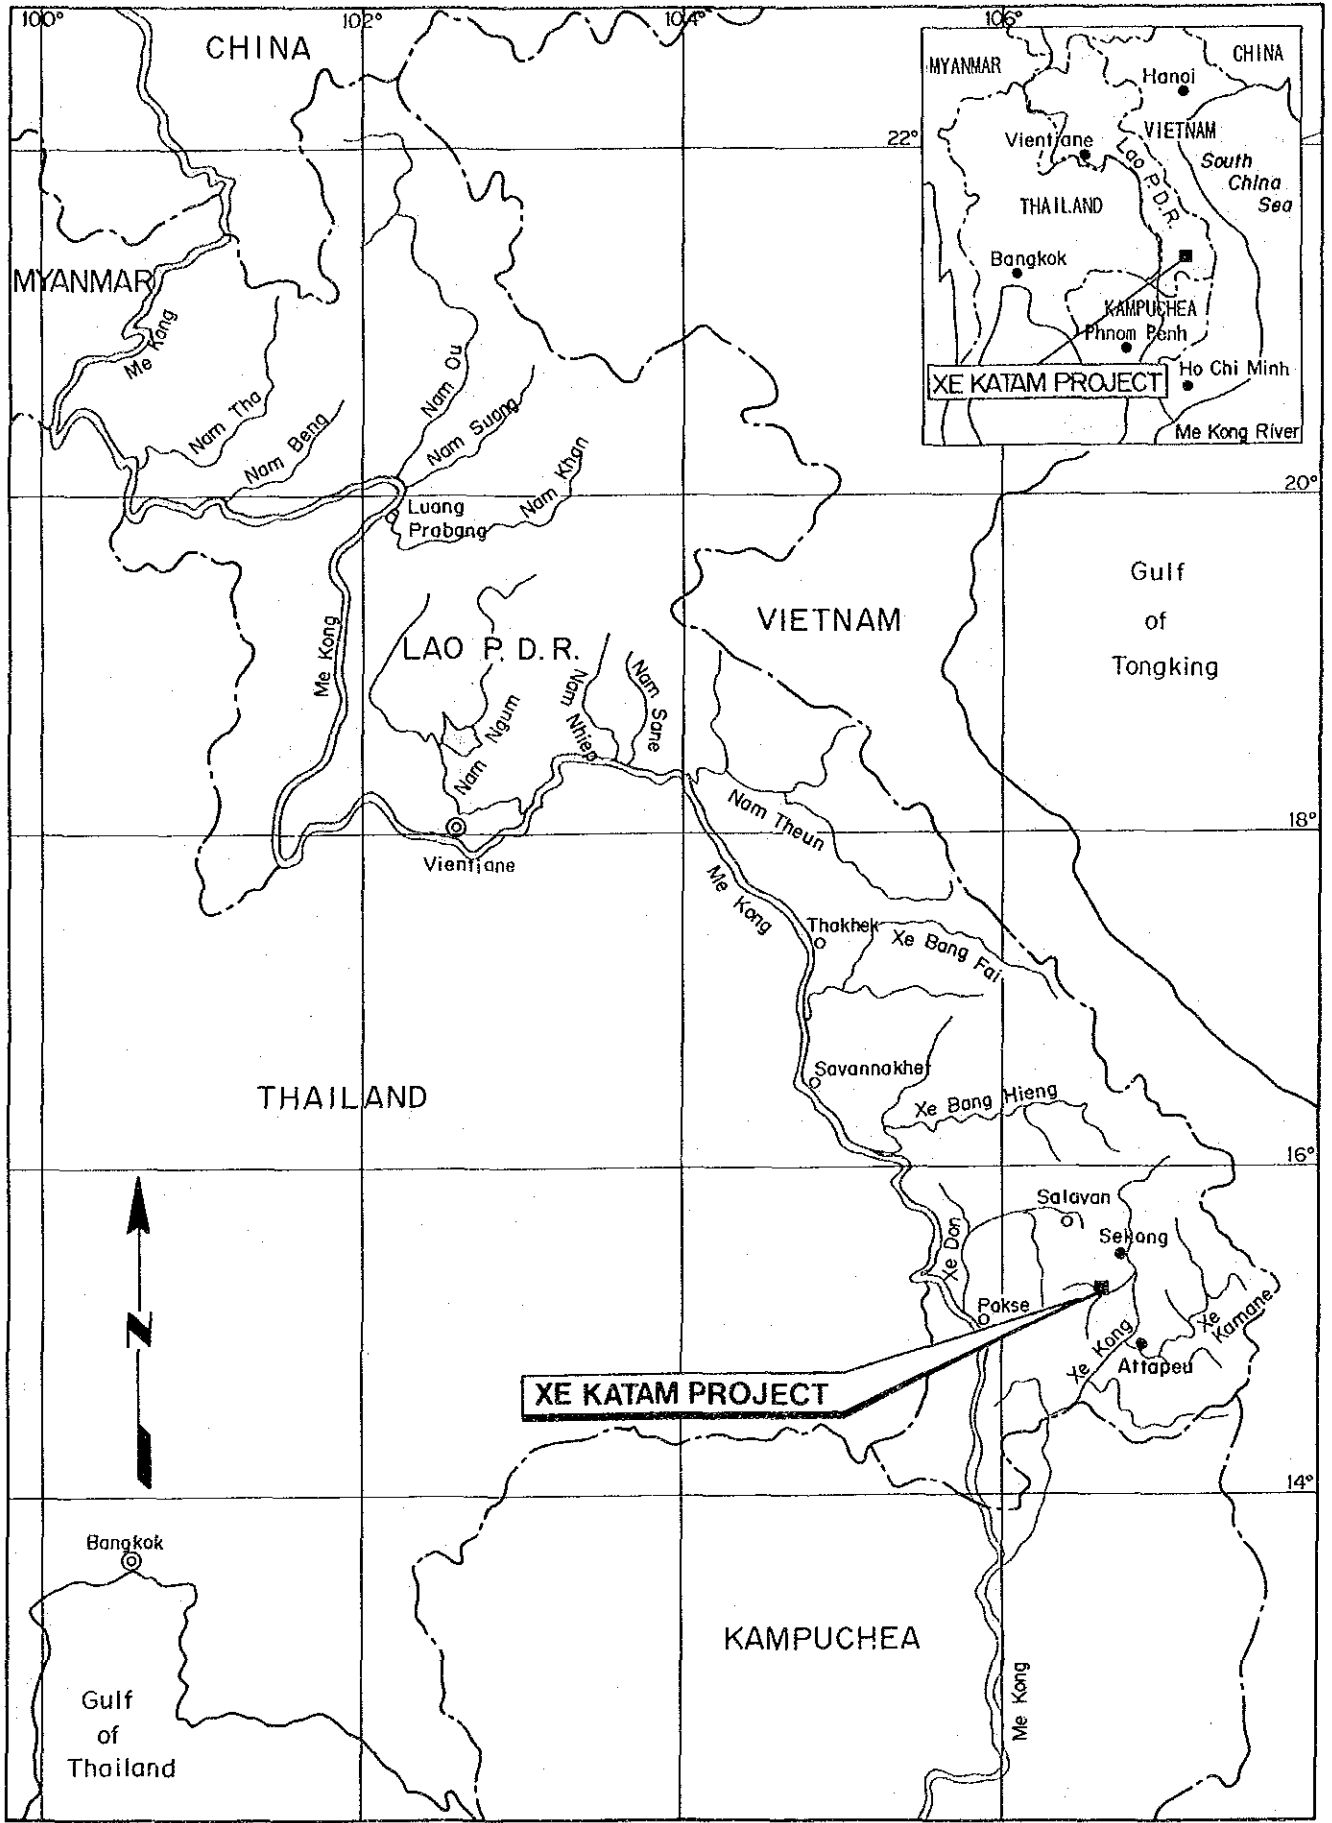 100°
102°
104°
106°
CHINA
MYANMAR
CHINA
Hanoi
VIETNAM
Vientiane
Lao P.D.R.
South
China
Sea
THAILAND
Bangkok
KAMPUCHEA
Phnom Penh
XE KATAM PROJECT
Ho Chi Minh
Me Kong River
22°
MYANMAR
Me Kong
Nam Tha
Nam Beng
Nam Ou
Nam Suang
Nam Khan
20°
Luang
Prabang
Gulf
of
Tongking
VIETNAM
LAO P. D. R.
Me Kong
Nam Ngum
Nam Nhiep
Nam Sane
Nam Theun
18°
Vientiane
Me Kong
Thakhek
Xe Bang Fai
Savannakhet
THAILAND
Xe Bang Hieng
16°
Salavan
Xe Don
Sekong
Pakse
Xe Kong
Xe
Kamane
Attapeu
XE KATAM PROJECT
N
14°
Bangkok
KAMPUCHEA
Me Kong
Gulf
of
Thailand